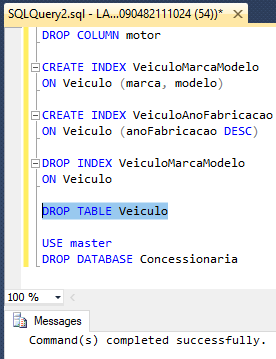 SQLQuery2.sql - LA...090482111024 (54))*
DROP COLUMN motor
CREATE INDEX VeiculoMarcaModelo
ON Veiculo (marca, modelo)
CREATE INDEX VeiculoAnoFabricacao
ON Veiculo (anoFabricacao DESC)
DROP INDEX VeiculoMarcaModelo
ON Veiculo
DROP TABLE Veiculo
USE master
DROP DATABASE Concessionaria
100 %
Messages
Command(s) completed successfully.